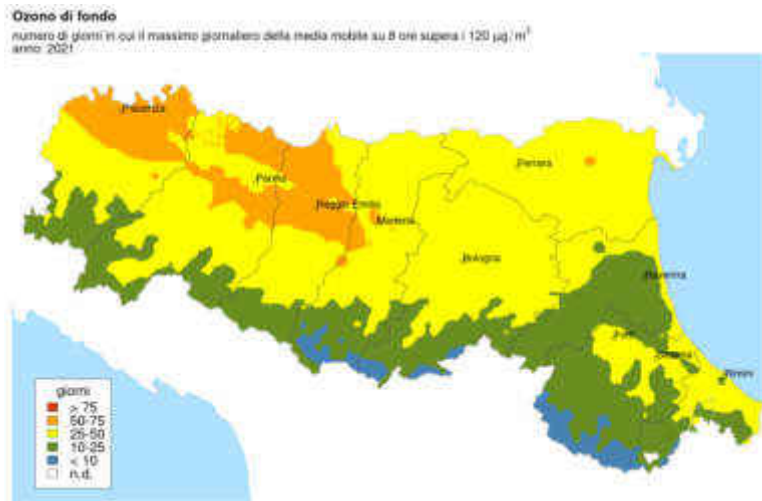 Ozono di fondo
numero di giorni in cui il massimo giornaliero della media mobile su 8 ore supera i 120 µg/m³
anno: 2021
Piacenza
Parma
Ferrara
Reggio Emilia
Modena
Bologna
Ravenna
Forlì
Cesena
Rimini
giorni
> 75
50-75
25-50
10-25
< 10
n.d.